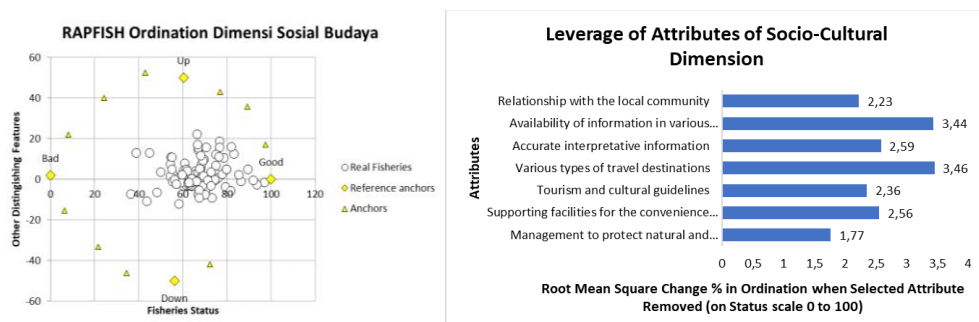 RAPFISH Ordination Dimensi Sosial Budaya
Other Distingishing Features
60
40
20
0
-20
-40
-60
Up
Bad
Good
Down
0 20 40 60 80 100 120
Fisheries Status
Real Fisheries
Reference anchors
Anchors
Leverage of Attributes of Socio-Cultural
Dimension
Attributes
Relationship with the local community 2,23
Availability of information in various... 3,44
Accurate interpretative information 2,59
Various types of travel destinations 3,46
Tourism and cultural guidelines 2,36
Supporting facilities for the convenience... 2,56
Management to protect natural and... 1,77
0 0,5 1 1,5 2 2,5 3 3,5 4
Root Mean Square Change % in Ordination when Selected Attribute
Removed (on Status scale 0 to 100)